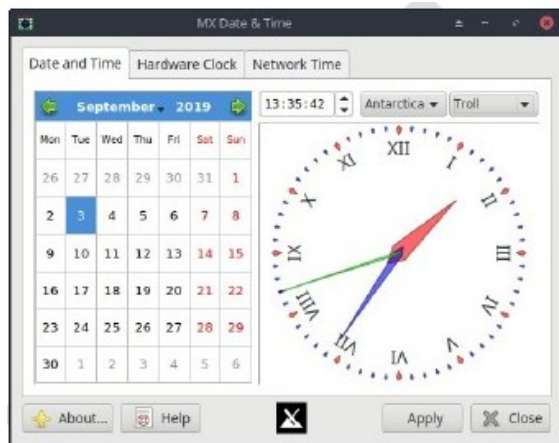 MX Date & Time
Date and Time Hardware Clock Network Time
September 2019 13:35:42 Antarctica Troll
Mon Tue Wed Thu Fri Sat Sun
26 27 28 29 30 31 1
2 3 4 5 6 7 8
9 10 11 12 13 14 15
16 17 18 19 20 21 22
23 24 25 26 27 28 29
30 1 2 3 4 5 6
XII
I
II
III
IV
V
VI
VII
VIII
IX
X
XI
About... Help Apply Close